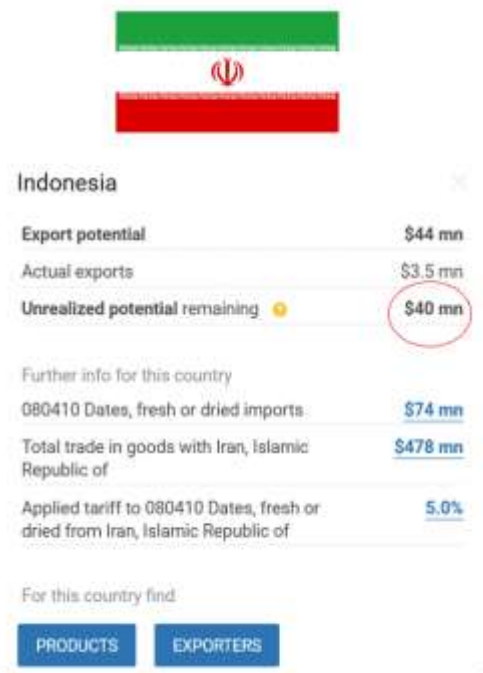 Indonesia
Export potential $44 mn
Actual exports $3.5 mn
Unrealized potential remaining $40 mn
Further info for this country
080410 Dates, fresh or dried imports $74 mn
Total trade in goods with Iran, Islamic $478 mn
Republic of
Applied tariff to 080410 Dates, fresh or 5.0%
dried from Iran, Islamic Republic of
For this country find
PRODUCTS EXPORTERS